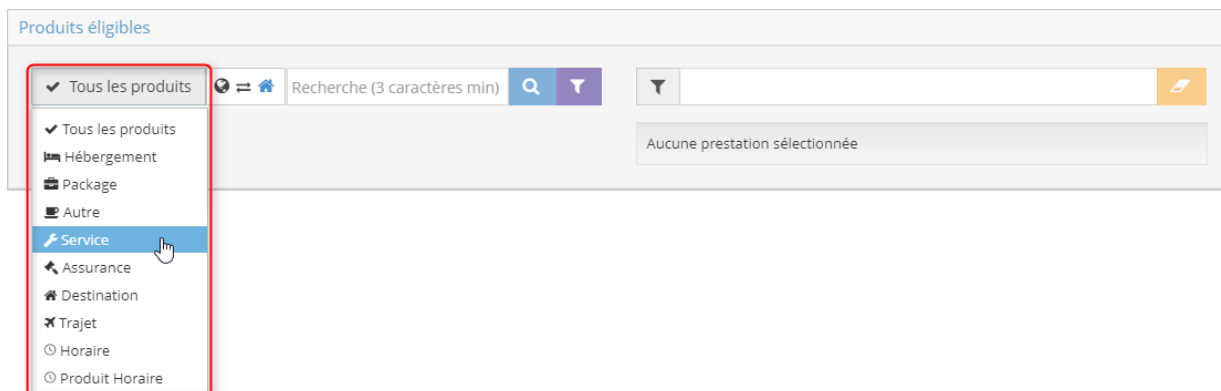 Produits éligibles
Tous les produits
Recherche (3 caractères min)
Tous les produits
Hébergement
Package
Autre
Service
Assurance
Destination
Trajet
Horaire
Produit Horaire
Aucune prestation sélectionnée